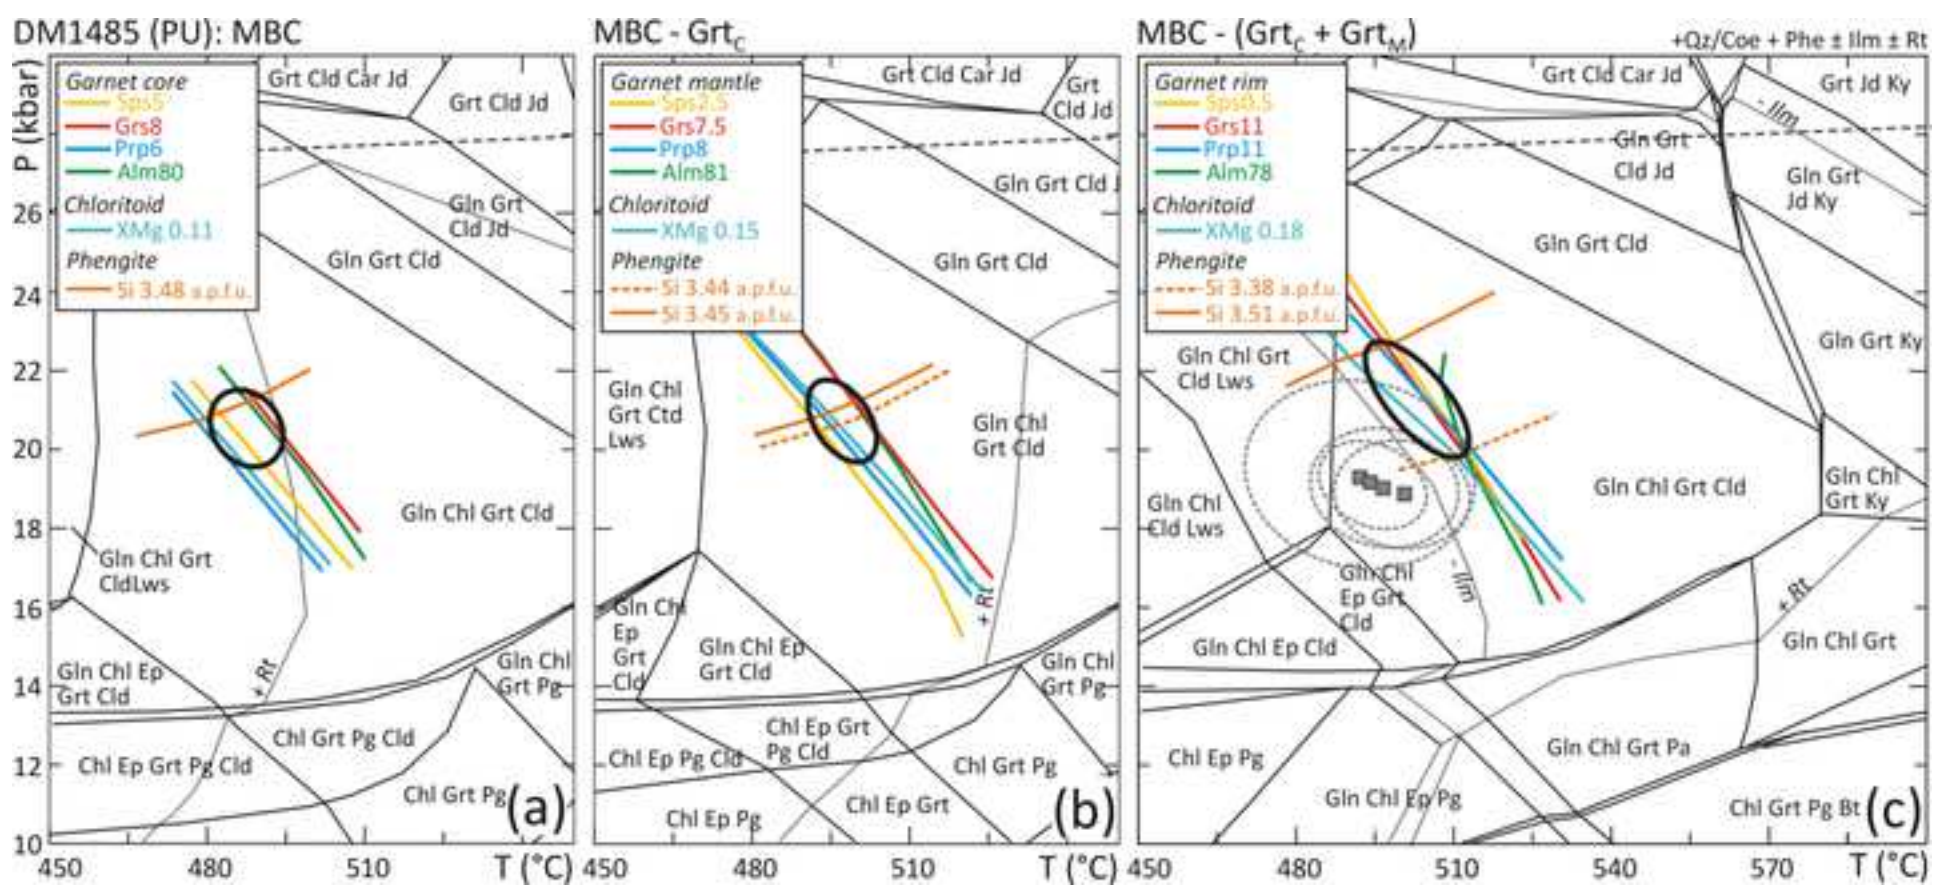 DM1485 (PU): MBC
P (kbar)
26
24
22
20
18
16
14
12
10
450
480
510
T (°C)
Garnet core
Sps5
Grs8
Prp6
Alm80
Chloritoid
XMg 0.11
Phengite
Si 3.48 a.p.f.u.
Grt Cld Car Jd
Grt Cld Jd
Gln Grt
Cld Jd
Gln Grt Cld
Gln Chl Grt Cld
Gln Chl Grt
CldLws
Gln Chl Ep
Grt Cld
+ Rt
Gln Chl
Grt Pg
Chl Grt Pg Cld
Chl Ep Grt Pg Cld
Chl Grt Pg
(a)
MBC - GrtC
Garnet mantle
Sps2.5
Grs7.5
Prp8
Alm81
Chloritoid
XMg 0.15
Phengite
Si 3.44 a.p.f.u.
Si 3.45 a.p.f.u.
Grt Cld Car Jd
Grt
Cld Jd
Gln Grt Cld J
Gln Grt Cld
Gln Chl
Grt Ctd
Lws
Gln Chl
Grt Cld
+ Rt
Gln Chl
Ep
Grt
Cld
Gln Chl Ep
Grt Cld
Gln Chl
Grt Pg
Chl Ep Grt
Pg Cld
Chl Ep Pg Cld
Chl Grt Pg
Chl Ep Grt
Chl Ep Pg
(b)
450
480
510
T (°C)
MBC - (GrtC + GrtM)
+Qz/Coe + Phe ± Ilm ± Rt
Garnet rim
Sps0.5
Grs11
Prp11
Alm78
Chloritoid
XMg 0.18
Phengite
Si 3.38 a.p.f.u.
Si 3.51 a.p.f.u.
Grt Cld Car Jd
Grt Jd Ky
- Ilm
Gln Grt
Cld Jd
Gln Grt
Jd Ky
Gln Grt Cld
Gln Grt Ky
Gln Chl Grt
Cld Lws
Gln Chl
Cld Lws
Gln Chl Grt Cld
Gln Chl
Grt Ky
Gln Chl
Ep Grt
Cld
- Ilm
+ Rt
Gln Chl Ep Cld
Gln Chl Grt
Chl Ep Pg
Gln Chl Grt Pa
Gln Chl Ep Pg
Chl Grt Pg Bt
(c)
450
480
510
540
570
T (°C)